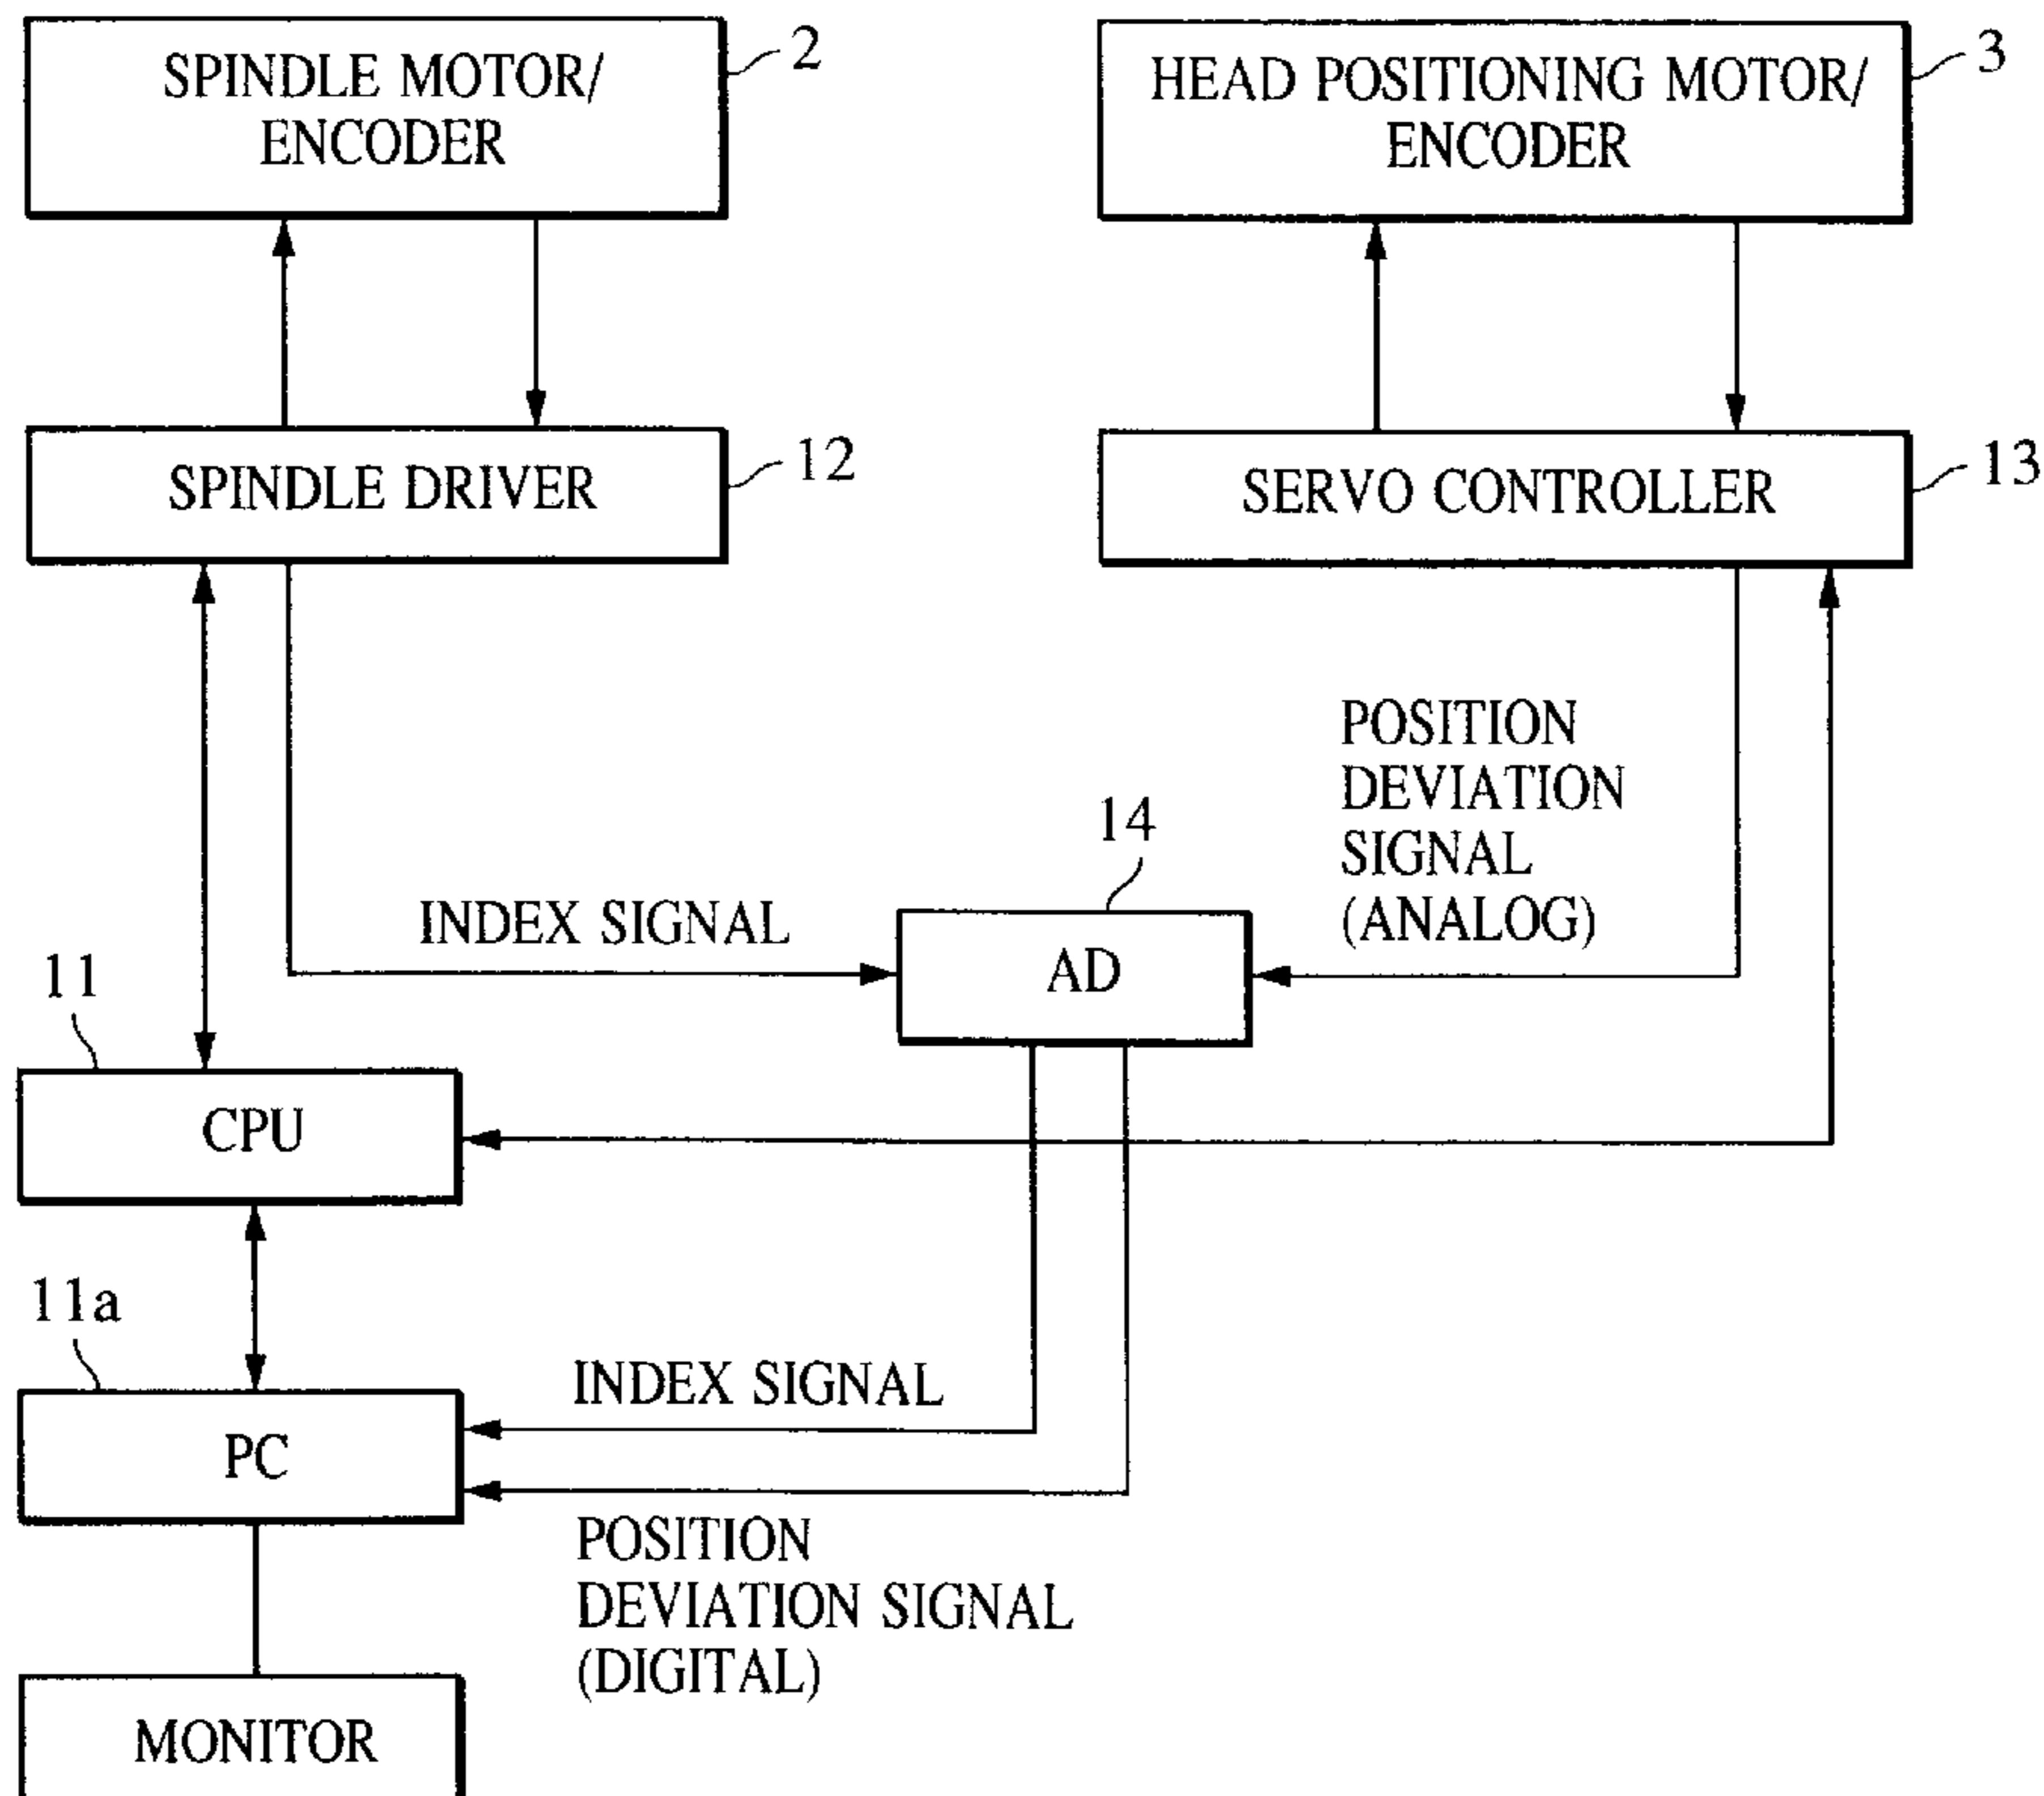 SPINDLE MOTOR/
ENCODER
2
HEAD POSITIONING MOTOR/
ENCODER
3
SPINDLE DRIVER
12
SERVO CONTROLLER
13
POSITION
DEVIATION
SIGNAL
(ANALOG)
14
INDEX SIGNAL
AD
11
CPU
11a
INDEX SIGNAL
PC
POSITION
DEVIATION SIGNAL
(DIGITAL)
MONITOR